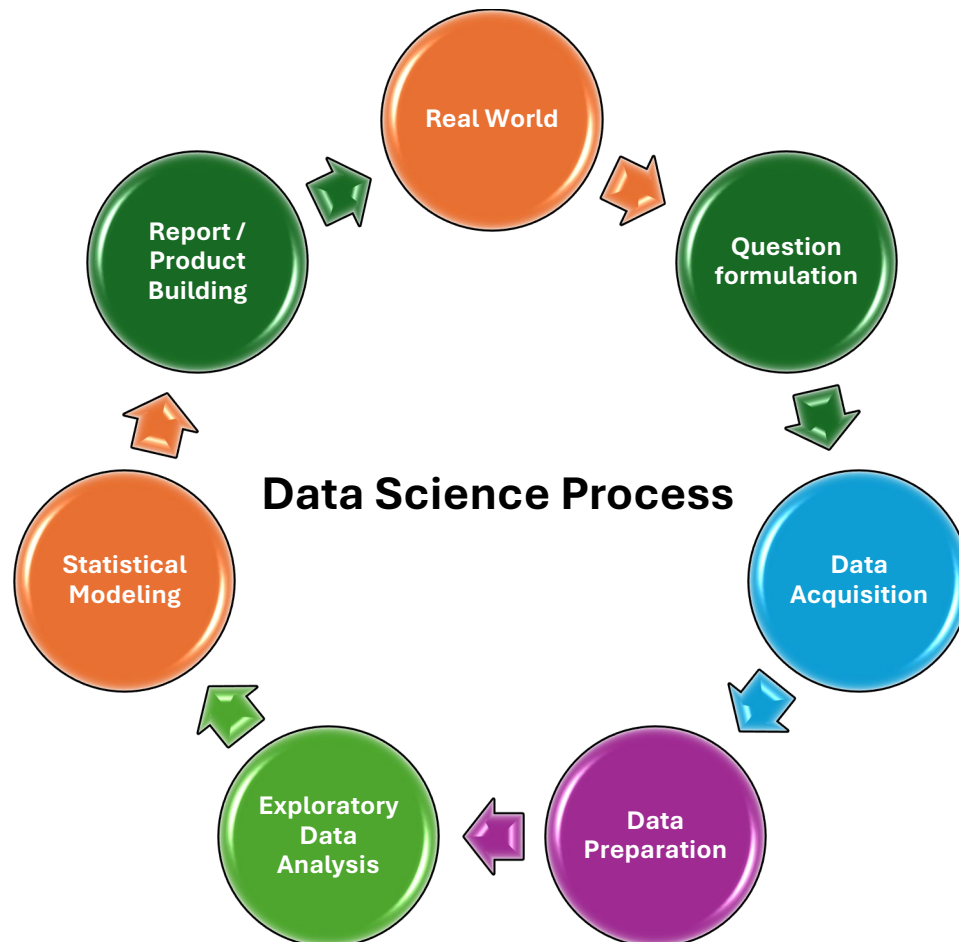 Real World
Question
formulation
Data
Acquisition
Data
Preparation
Exploratory
Data
Analysis
Statistical
Modeling
Report /
Product
Building
Data Science Process